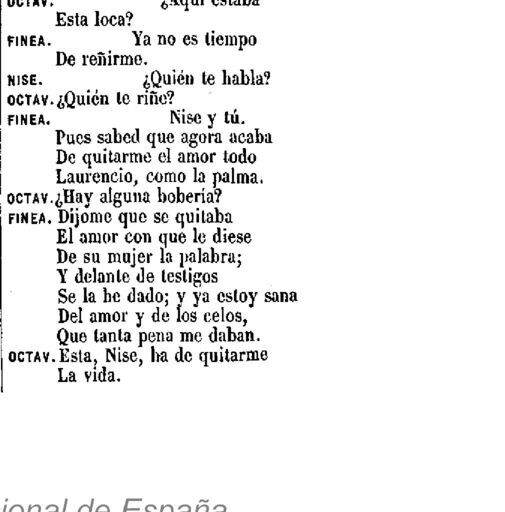 OCTAV. ¿Aquí estaba
Esta loca?
FINEA. Ya no es tiempo
De reñirme.
NISE. ¿Quién te habla?
OCTAV. ¿Quién te riñe?
FINEA. Nise y tú.
Pues sabed que agora acaba
De quitarme el amor todo
Laurencio, como la palma.
OCTAV. ¿Hay alguna bobería?
FINEA. Díjome que se quitaba
El amor con que le diese
De su mujer la palabra;
Y delante de testigos
Se la he dado; y ya estoy sana
Del amor y de los celos,
Que tanta pena me daban.
OCTAV. Esta, Nise, ha de quitarme
La vida.
ional de España